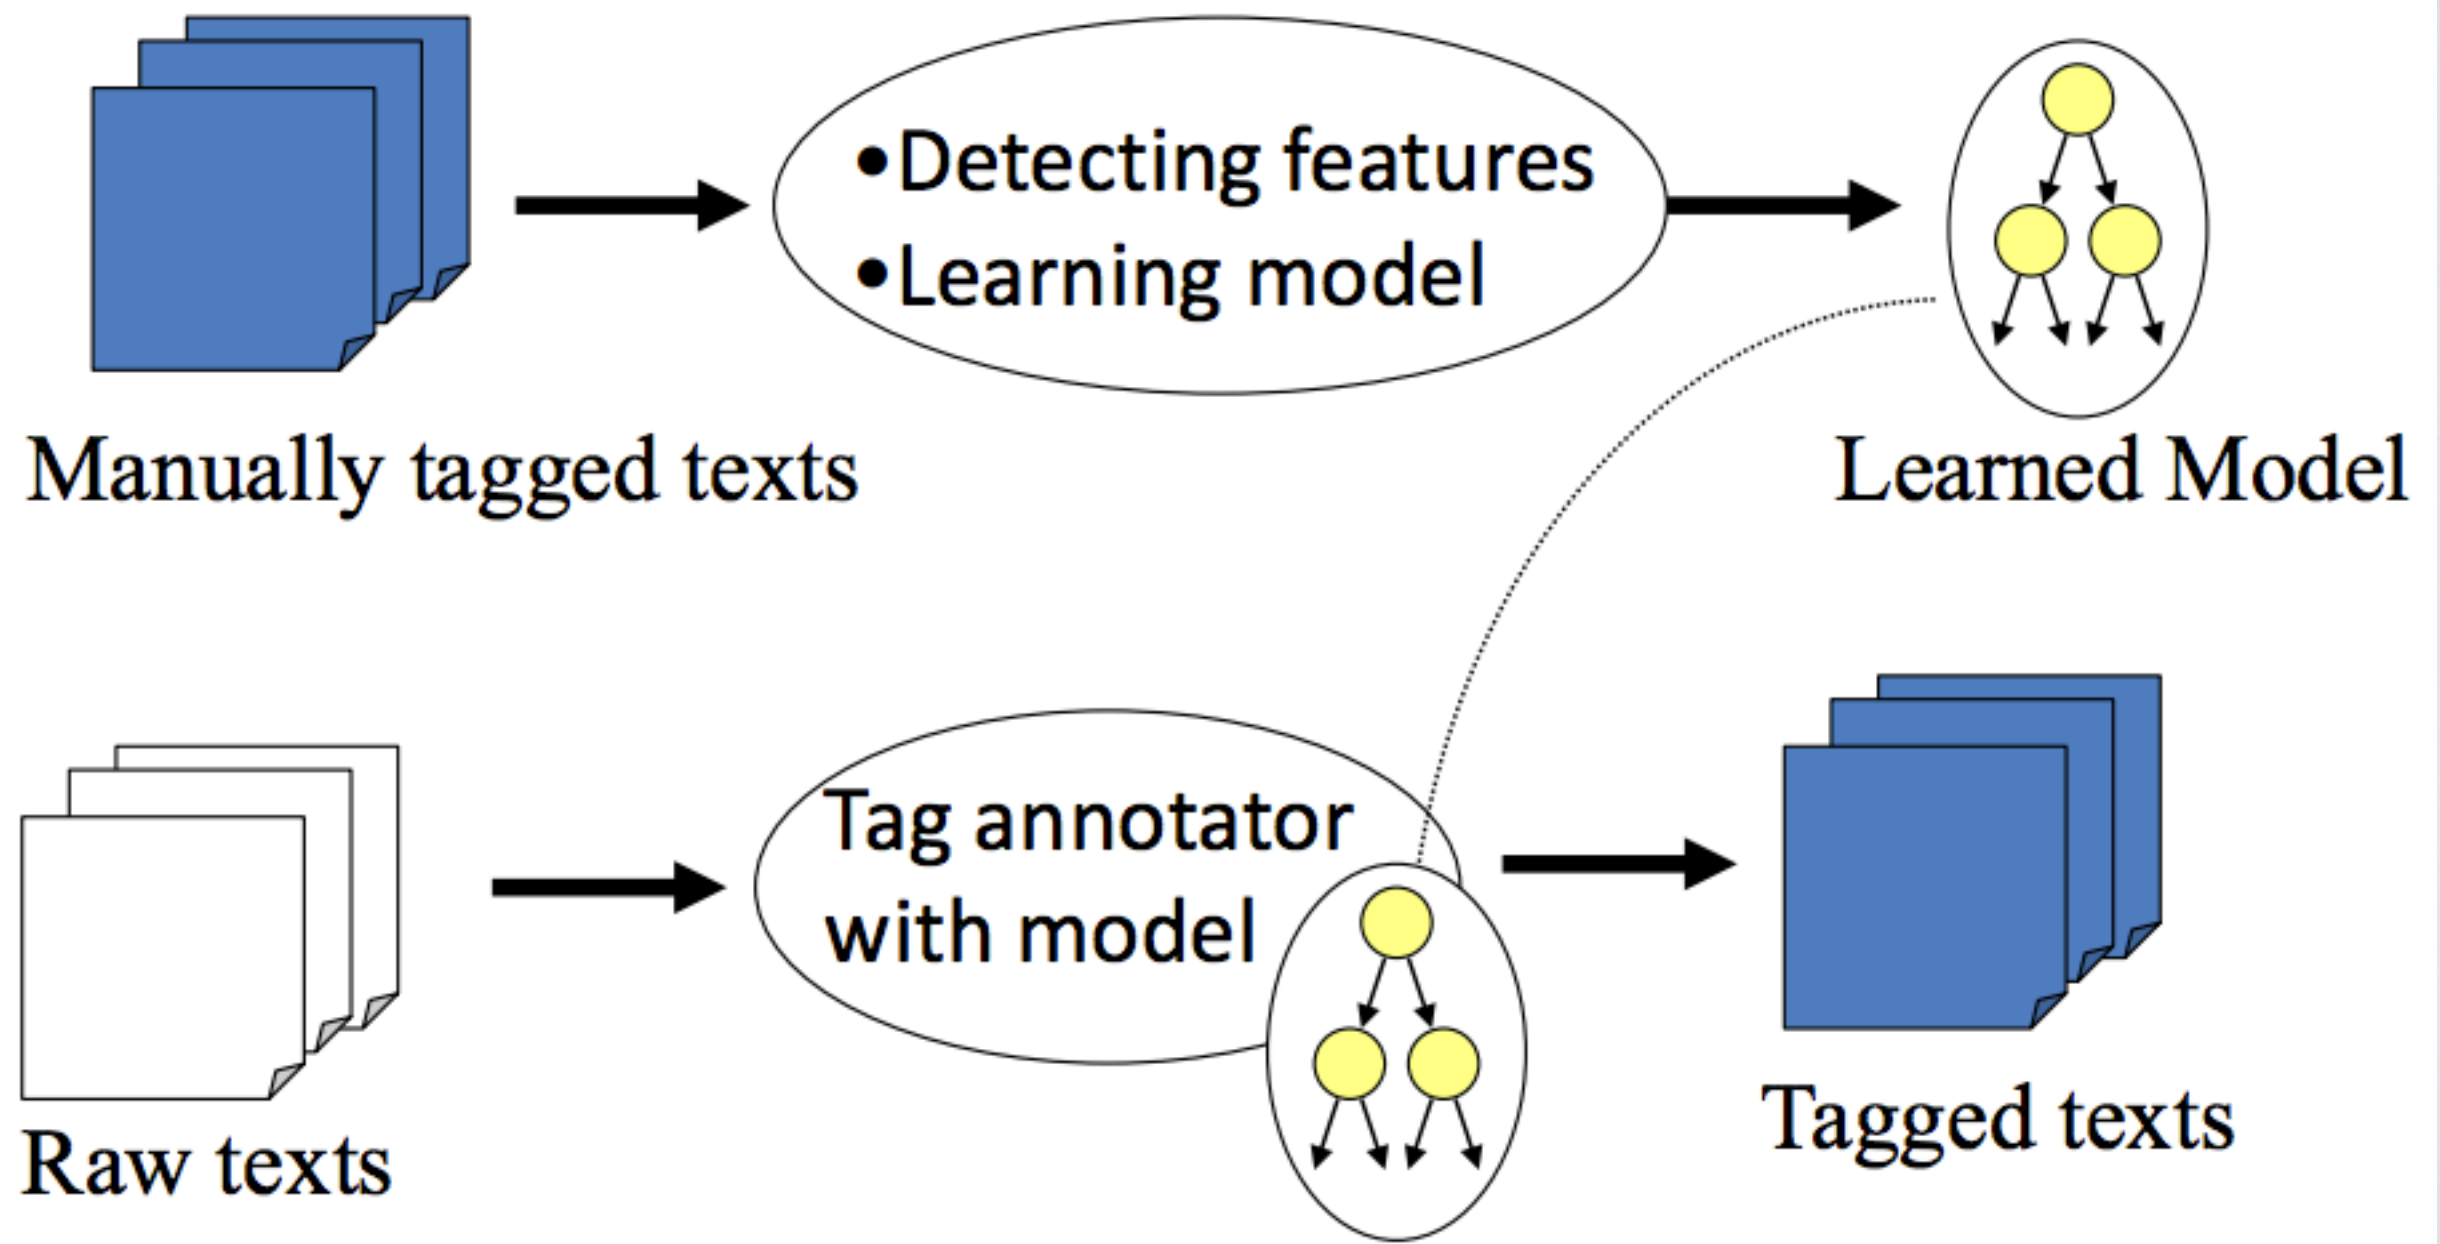 •Detecting features
•Learning model
Manually tagged texts
Learned Model
Tag annotator
with model
Raw texts
Tagged texts